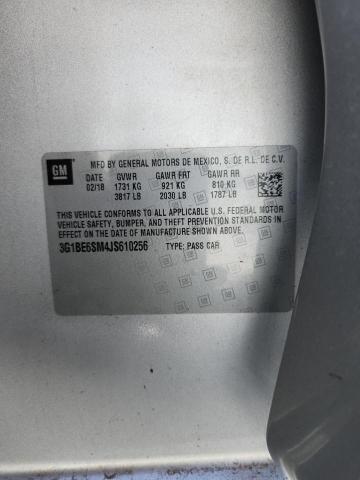 GM
MFD BY GENERAL MOTORS DE MEXICO, S. DE R.L. DE C.V.
DATE GVWR GAWR FRT GAWR RR
02/18 1731 KG 921 KG 810 KG
3817 LB 2030 LB 1787 LB
THIS VEHICLE CONFORMS TO ALL APPLICABLE U.S. FEDERAL MOTOR
VEHICLE SAFETY, BUMPER, AND THEFT PREVENTION STANDARDS IN
EFFECT ON THE DATE OF MANUFACTURE SHOWN ABOVE.
3G1BE6SM4JS610256 TYPE: PASS CAR